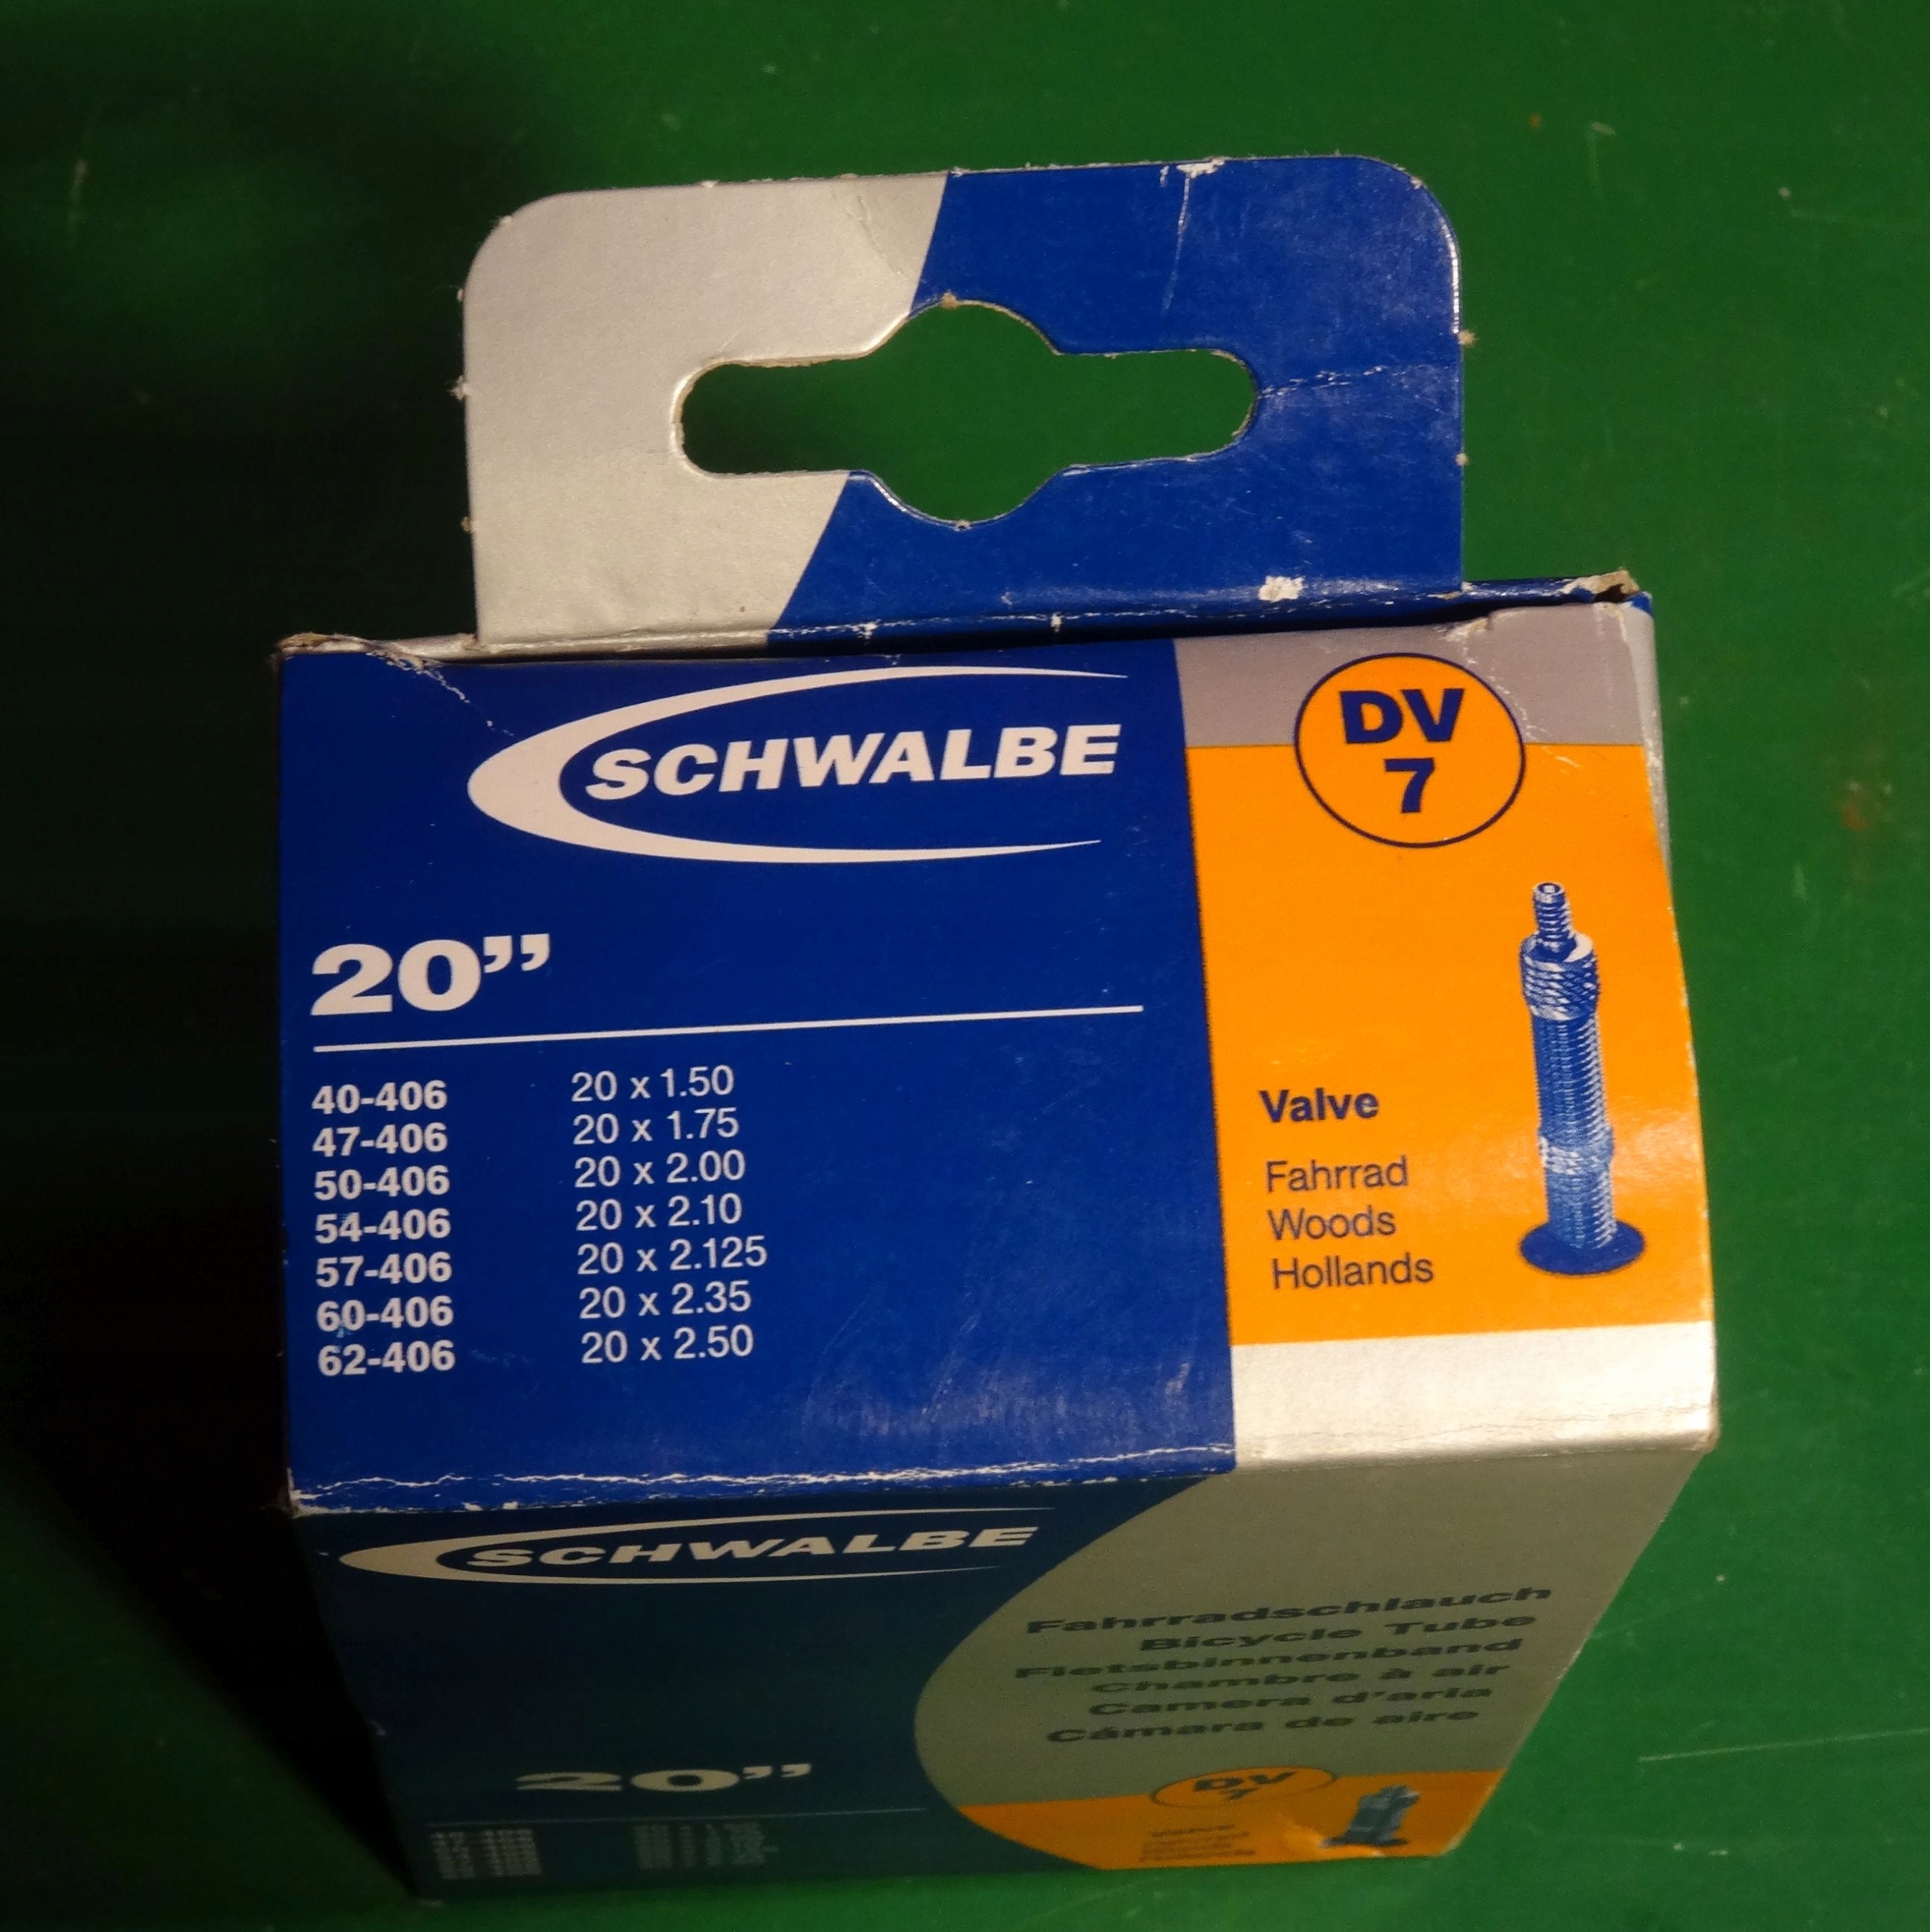 SCHWALBE
DV
7
20”
40-406 20 x 1.50
47-406 20 x 1.75
50-406 20 x 2.00
54-406 20 x 2.10
57-406 20 x 2.125
60-406 20 x 2.35
62-406 20 x 2.50
Valve
Fahrrad
Woods
Hollands
SCHWALBE
Fahrradschlauch
Bicycle Tube
Fietsbinnenband
Chambre à air
Camera d'aria
Cámara de aire
20”
DV
7